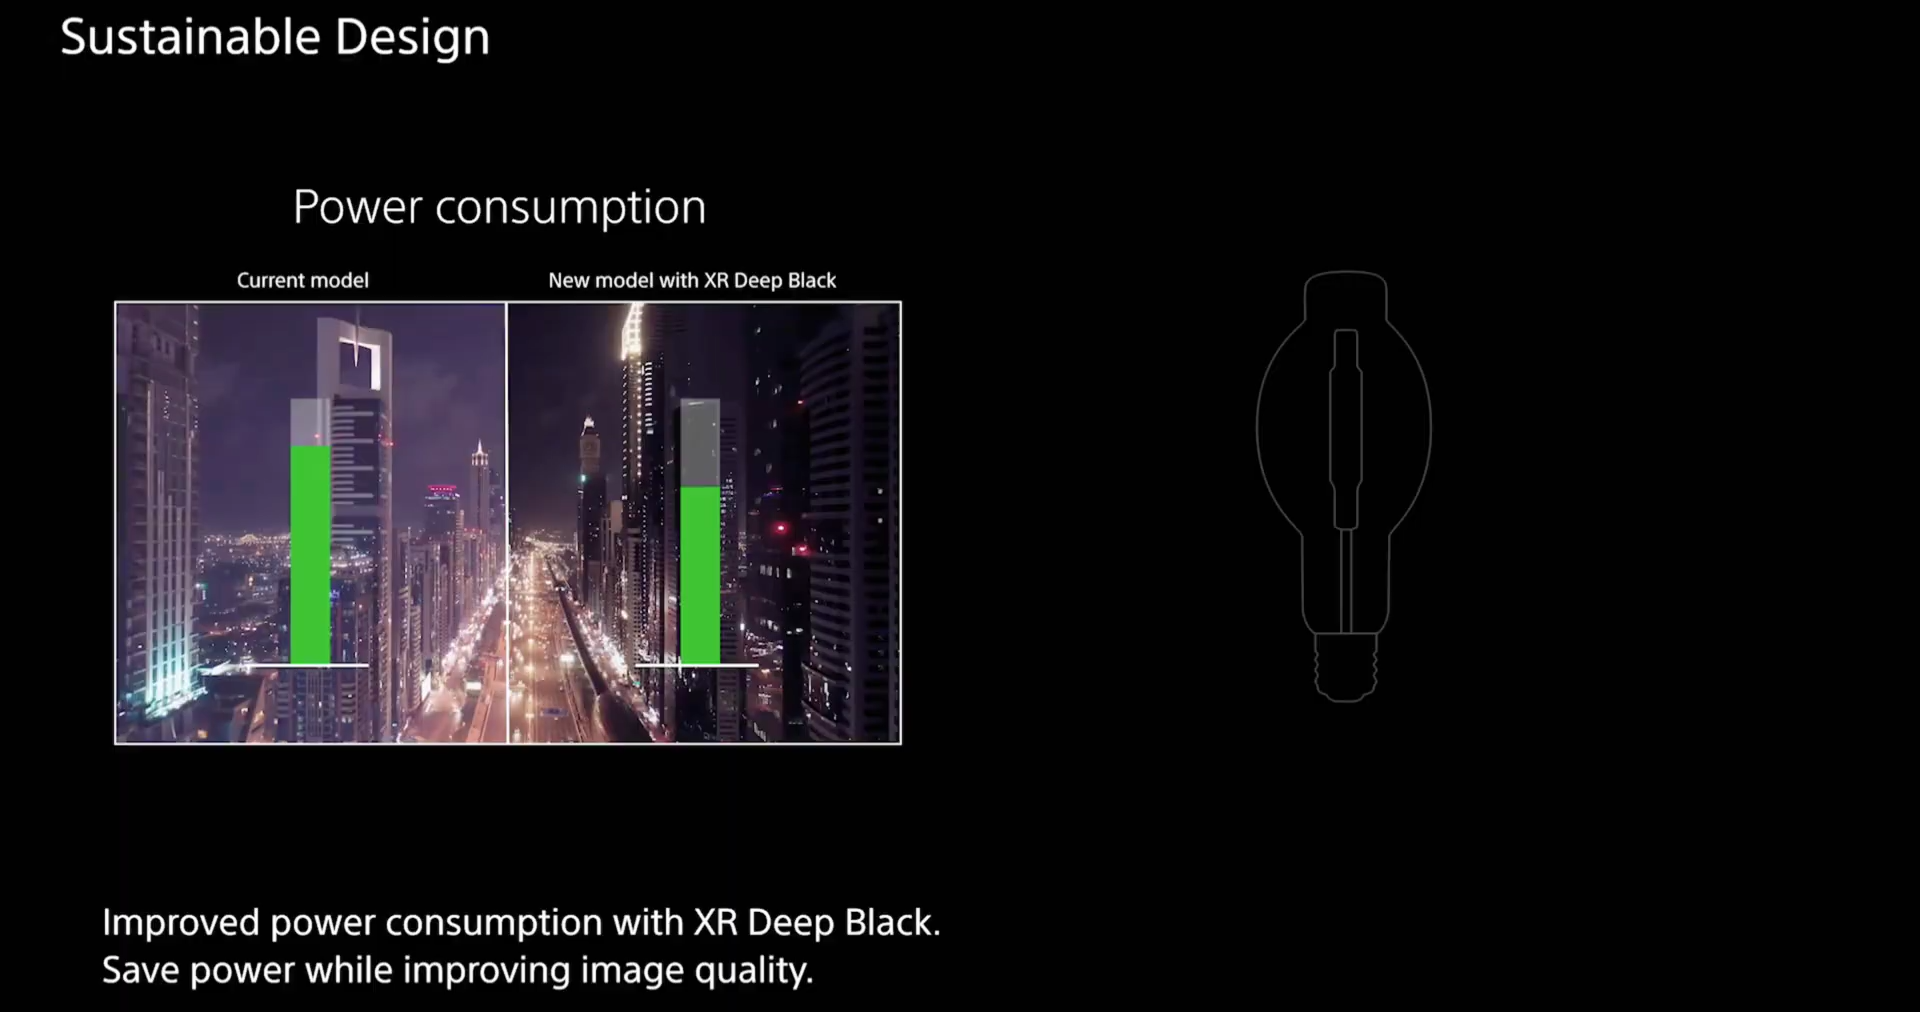 Sustainable Design
Power consumption
Current model
New model with XR Deep Black
Improved power consumption with XR Deep Black.
Save power while improving image quality.